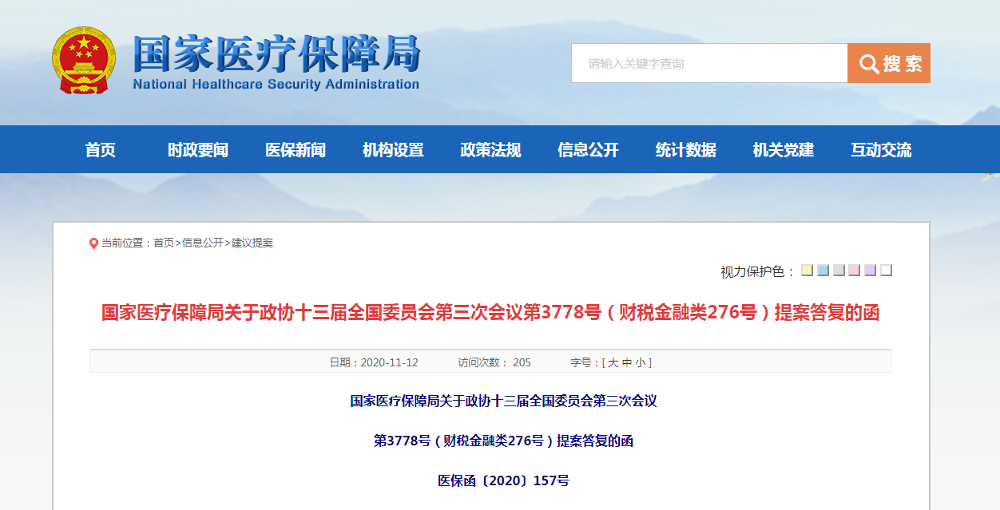 国家医疗保障局
National Healthcare Security Administration
请输入关键字查询
搜索
首页 时政要闻 医保新闻 机构设置 政策法规 信息公开 统计数据 机关党建 互动交流
当前位置：首页>信息公开>建议提案
视力保护色：
国家医疗保障局关于政协十三届全国委员会第三次会议第3778号（财税金融类276号）提案答复的函
日期：2020-11-12 访问次数： 205 字号：[ 大 中 小 ]
国家医疗保障局关于政协十三届全国委员会第三次会议
第3778号（财税金融类276号）提案答复的函
医保函〔2020〕157号